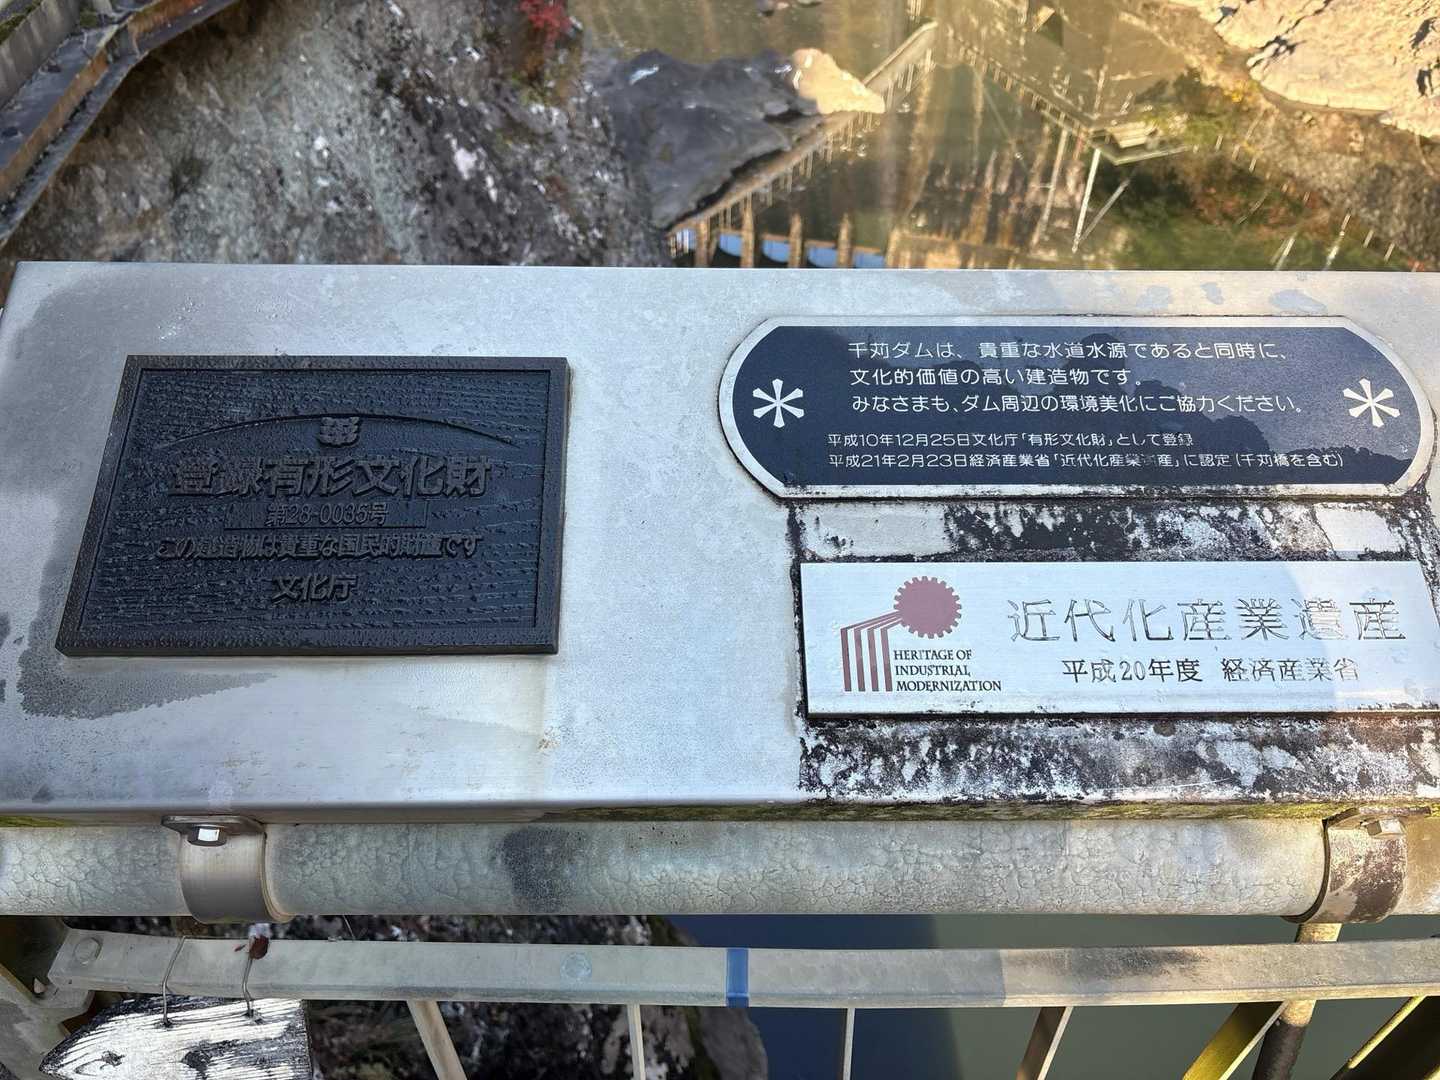 登録有形文化財
第28-0035号
この建造物は貴重な国民的財産です
文化庁
千苅ダムは、貴重な水道水源であると同時に、
文化的価値の高い建造物です。
みなさまも、ダム周辺の環境美化にご協力ください。
平成10年12月25日文化庁「有形文化財」として登録
平成21年2月23日経済産業省「近代化産業遺産」に認定(千苅橋を含む)
HERITAGE OF
INDUSTRIAL
MODERNIZATION
近代化産業遺産
平成20年度 経済産業省